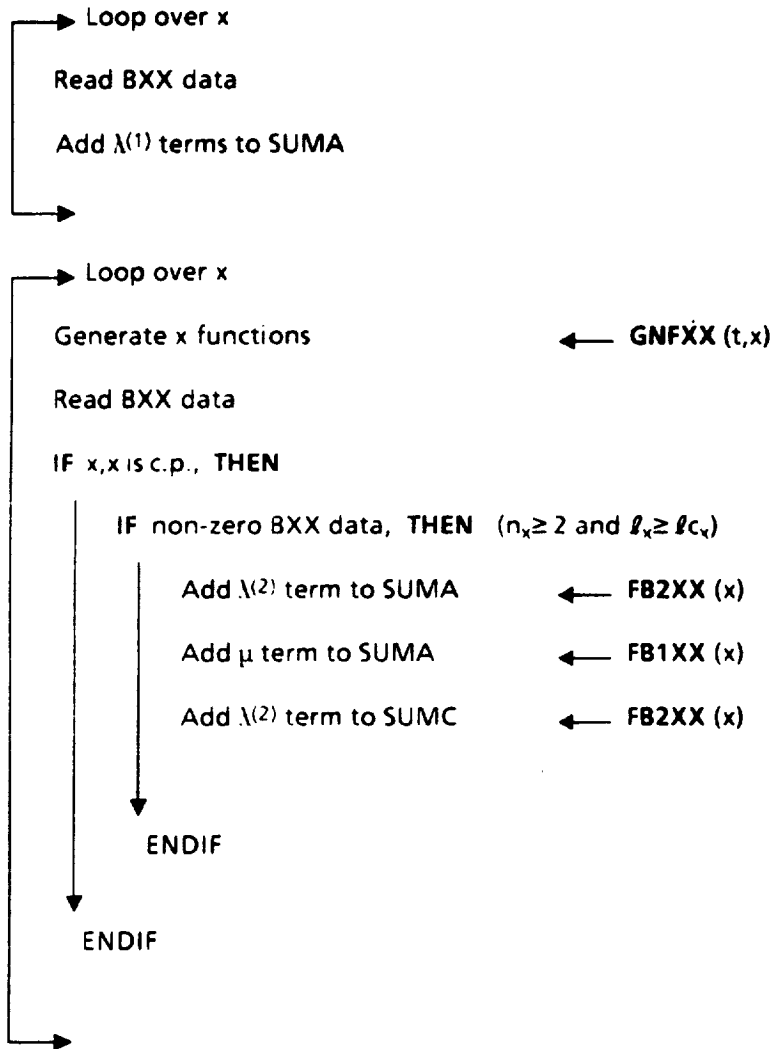 Loop over x
Read BXX data
Add λ(1) terms to SUMA
Loop over x
Generate x functions ← GNFXX (t,x)
Read BXX data
IF x,x is c.p., THEN
IF non-zero BXX data, THEN (nₓ≥ 2 and ℓₓ≥ ℓcₓ)
Add λ(2) term to SUMA ← FB2XX (x)
Add μ term to SUMA ← FB1XX (x)
Add λ(2) term to SUMC ← FB2XX (x)
ENDIF
ENDIF